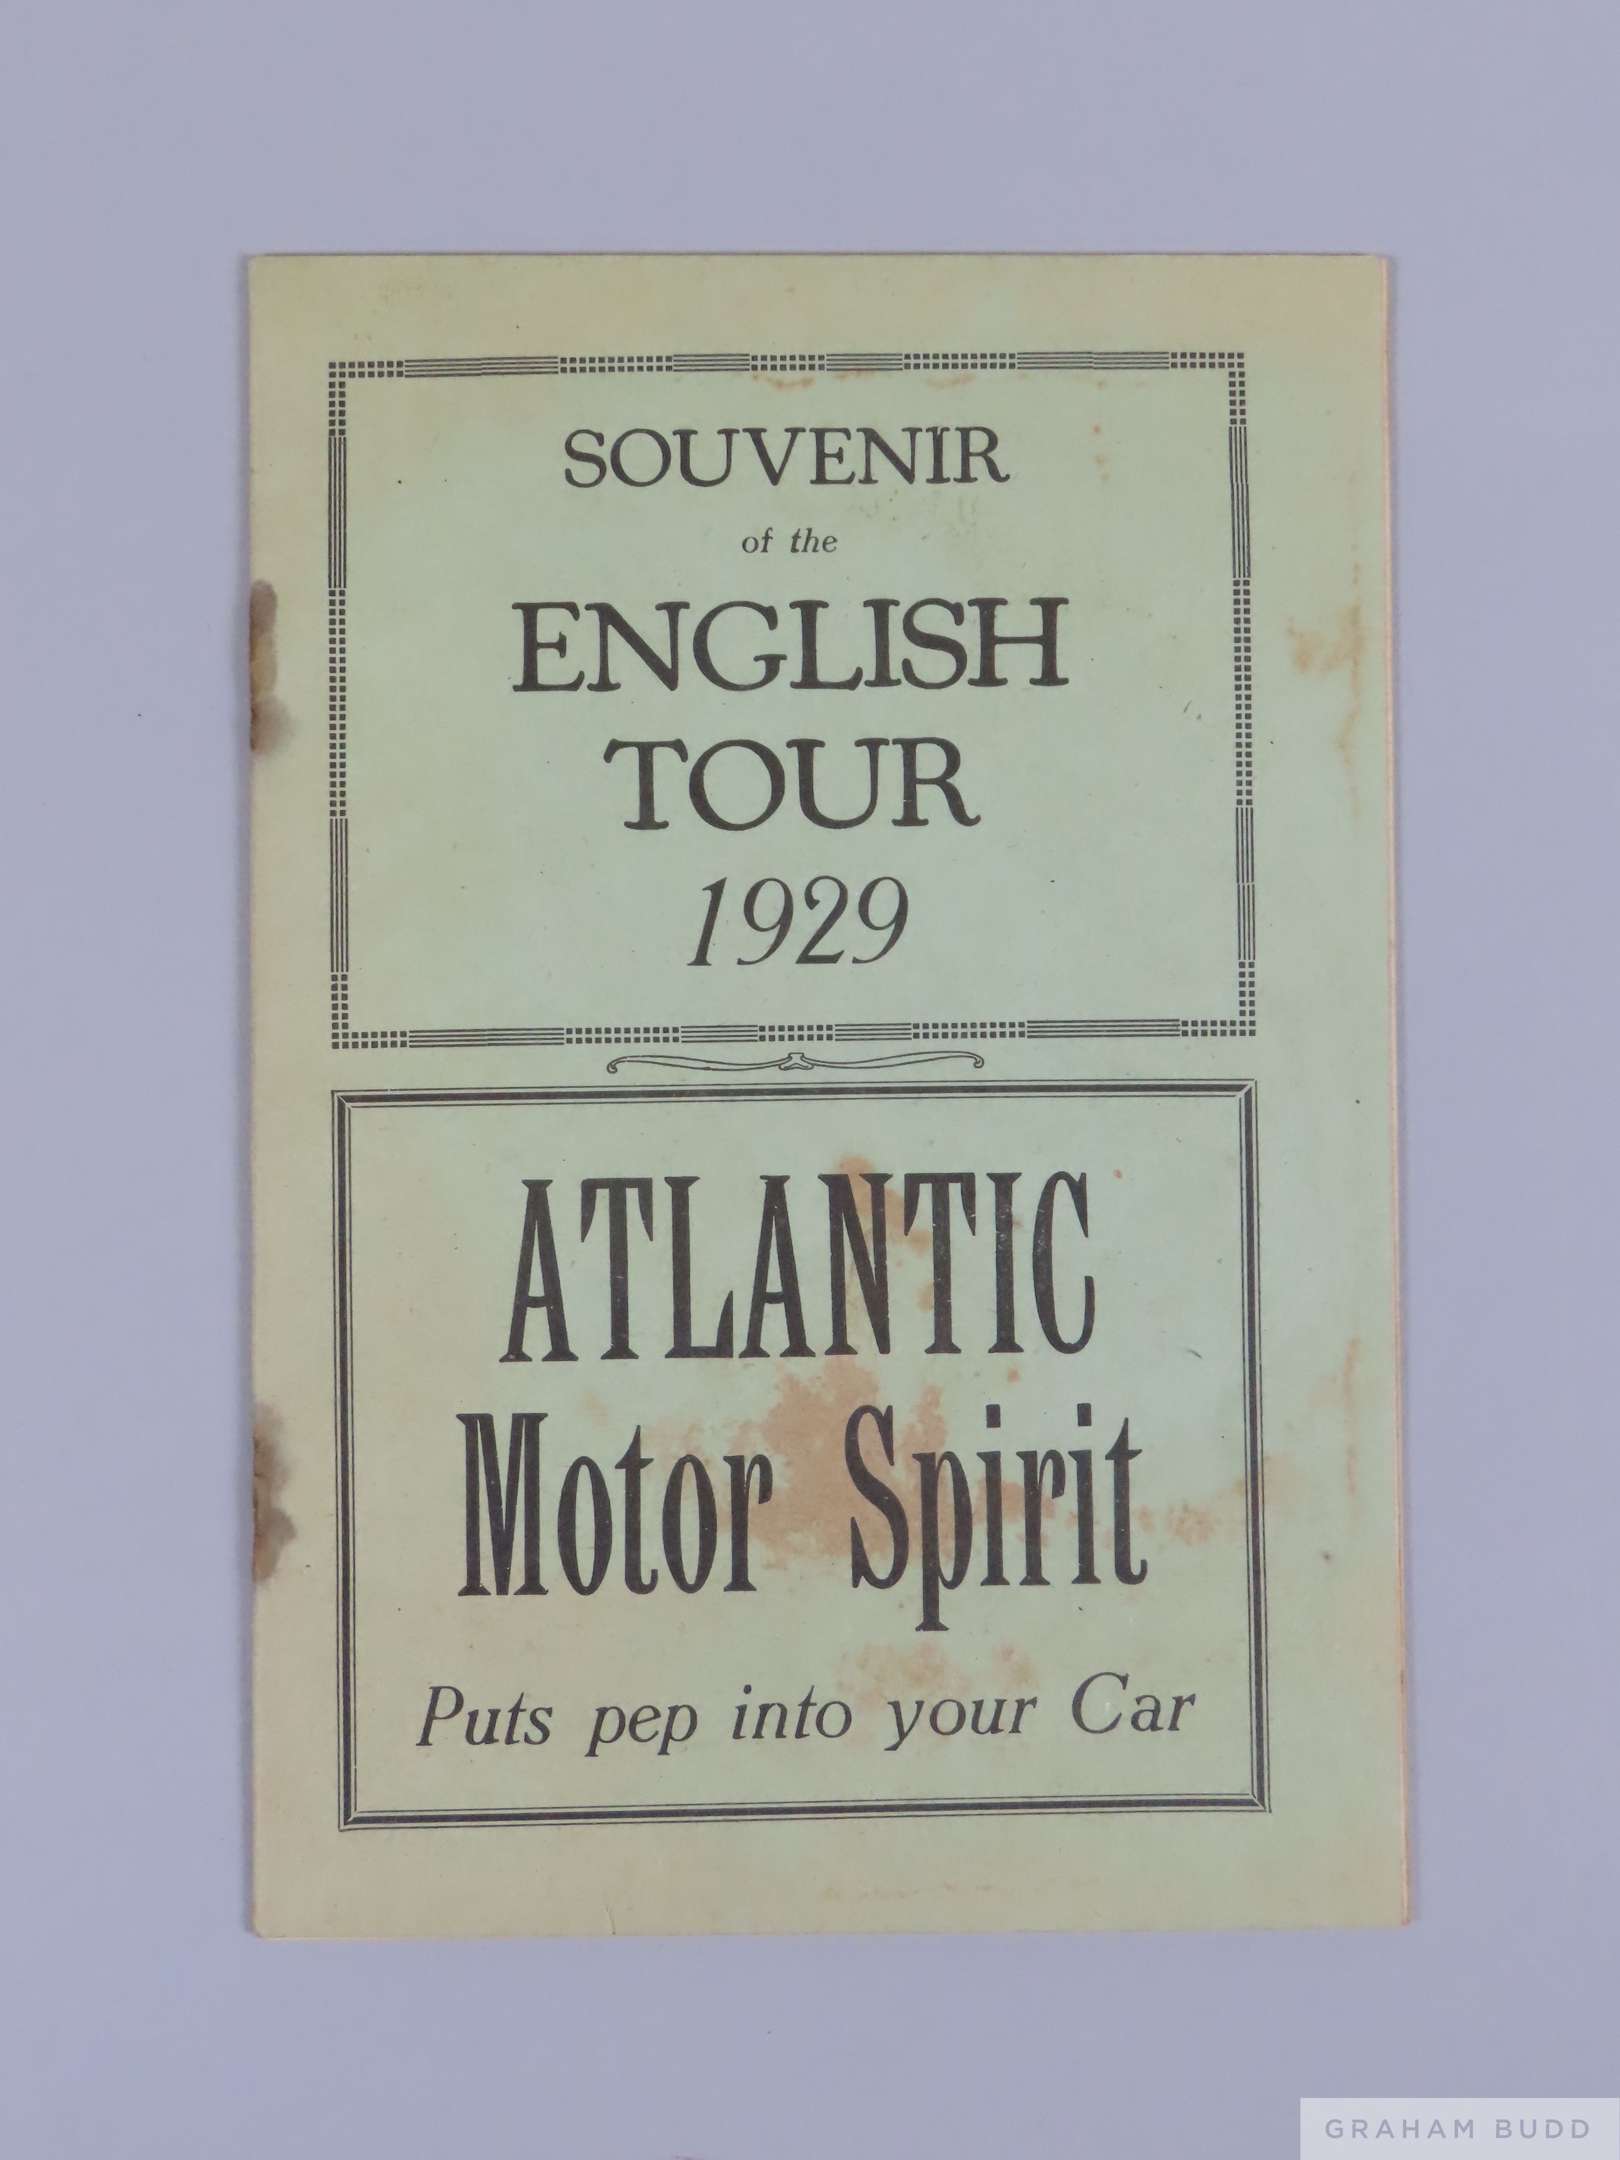 SOUVENIR
of the
ENGLISH
TOUR
1929
ATLANTIC
Motor Spirit
Puts pep into your Car
GRAHAM BUDD